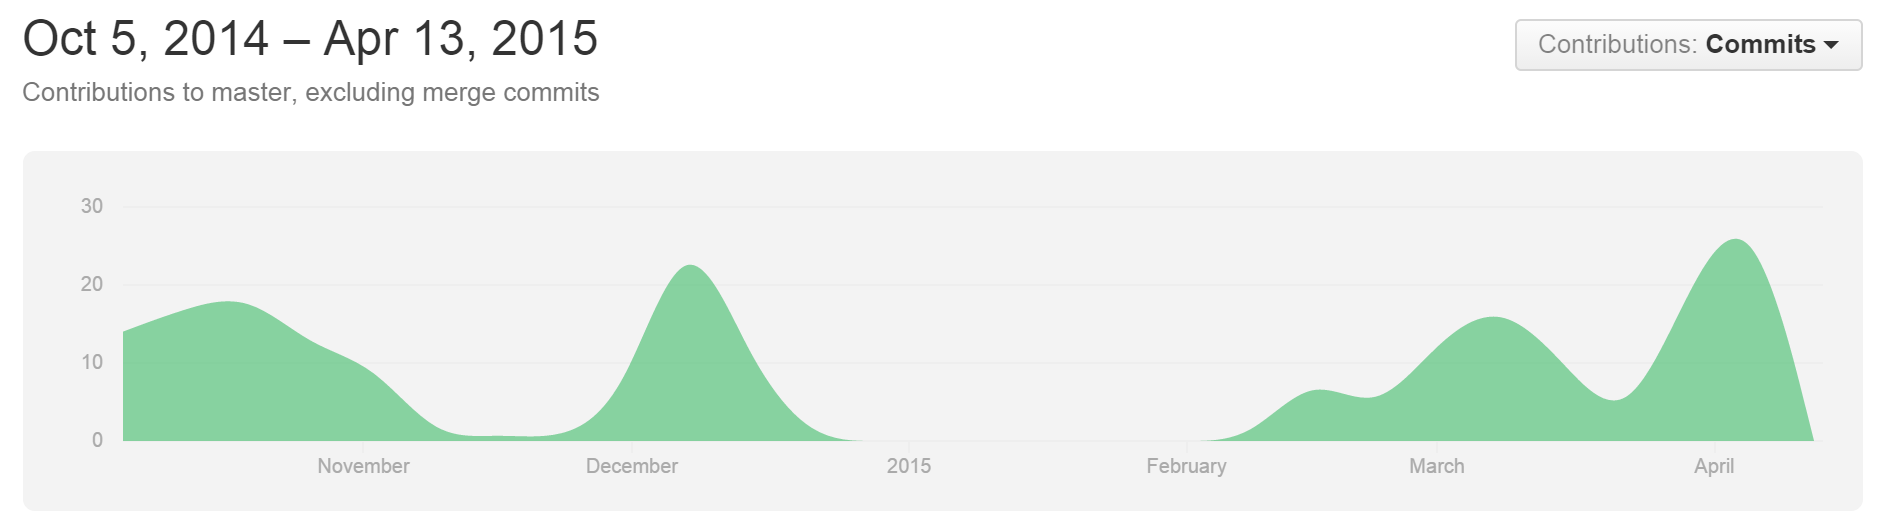 Oct 5, 2014 – Apr 13, 2015
Contributions: Commits
Contributions to master, excluding merge commits
30
20
10
0
November December 2015 February March April